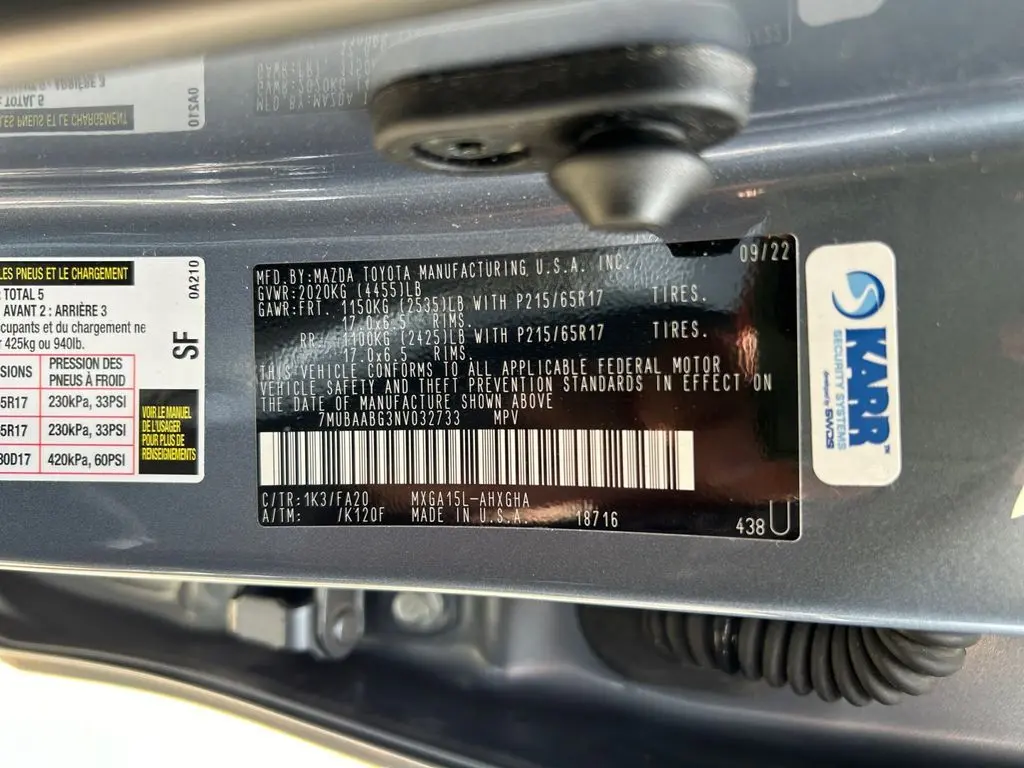 LES PNEUS ET LE CHARGEMENT
TOTAL 5
AVANT 2 : ARRIÈRE 3
cupants et du chargement ne
425kg ou 940lb.
SIONS
PRESSION DES
PNEUS À FROID
5R17
230kPa, 33PSI
5R17
230kPa, 33PSI
80D17
420kPa, 60PSI
0A210
SF
VOIR LE MANUEL
DE L'USAGER
POUR PLUS DE
RENSEIGNEMENTS
09/22
MFD.BY:MAZDA TOYOTA MANUFACTURING U.S.A. INC.
GVWR:2020KG (4455)LB
GAWR:FRT. 1150KG (2535)LB WITH P215/65R17 TIRES.
17.0x6.5 RIMS.
RR. 1100KG (2425)LB WITH P215/65R17 TIRES.
17.0x6.5 RIMS.
THIS VEHICLE CONFORMS TO ALL APPLICABLE FEDERAL MOTOR
VEHICLE SAFETY AND THEFT PREVENTION STANDARDS IN EFFECT ON
THE DATE OF MANUFACTURE SHOWN ABOVE
7MUBAABG3NV032733 MPV
C/TR:1K3/FA20 MXGA15L-AHXGHA
A/TM: /K120F MADE IN U.S.A. 18716
438
KARR™
SECURITY SYSTEMS
SWDS